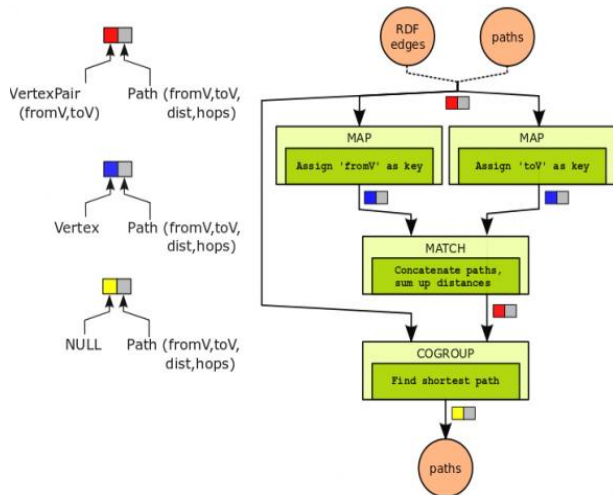 VertexPair
(fromV,toV)
Path (fromV,toV,
dist,hops)
Vertex
Path (fromV,toV,
dist,hops)
NULL
Path (fromV,toV,
dist,hops)
RDF
edges
paths
MAP
Assign 'fromV' as key
MAP
Assign 'toV' as key
MATCH
Concatenate paths,
sum up distances
COGROUP
Find shortest path
paths